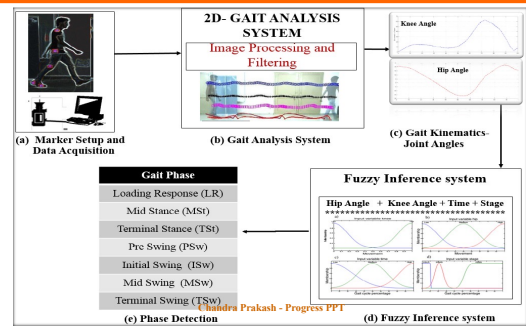 2D- GAIT ANALYSIS
SYSTEM
Image Processing and
Filtering
Knee Angle
Hip Angle
(a) Marker Setup and
Data Acquisition
(b) Gait Analysis System
(c) Gait Kinematics-
Joint Angles
Gait Phase
Loading Response (LR)
Mid Stance (MSt)
Terminal Stance (TSt)
Pre Swing (PSw)
Initial Swing (ISw)
Mid Swing (MSw)
Terminal Swing (TSw)
Chandra Prakash - Progress PPT
(e) Phase Detection
Fuzzy Inference system
Hip Angle + Knee Angle + Time + Stage
(d) Fuzzy Inference system